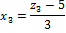 x₃ = (z₃ − 5)/3